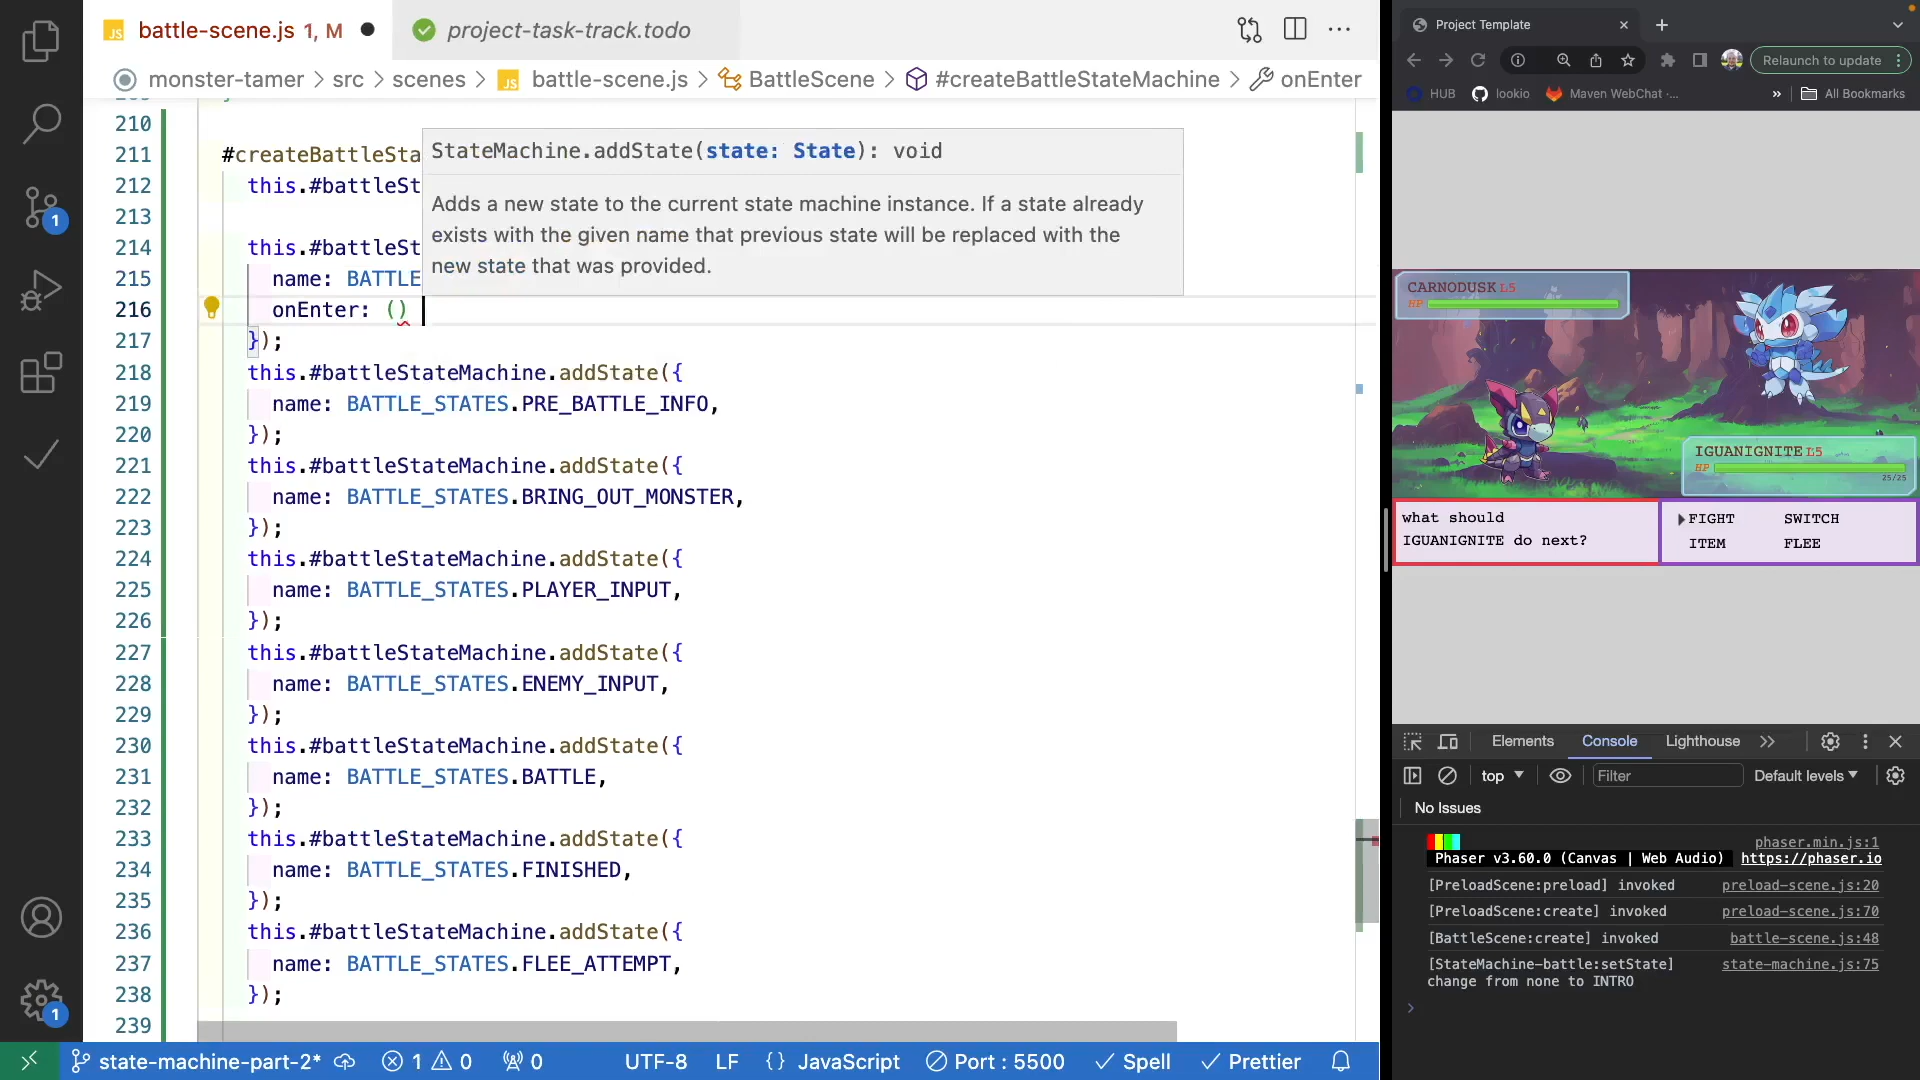 battle-scene.js 1, M
project-task-track.todo
monster-tamer > src > scenes > battle-scene.js > BattleScene > #createBattleStateMachine > onEnter
210
211 #createBattleSta
212 this.#battleSt
213
214 this.#battleSt
215 name: BATTLE
216 onEnter: ()
217 });
218 this.#battleStateMachine.addState({
219 name: BATTLE_STATES.PRE_BATTLE_INFO,
220 });
221 this.#battleStateMachine.addState({
222 name: BATTLE_STATES.BRING_OUT_MONSTER,
223 });
224 this.#battleStateMachine.addState({
225 name: BATTLE_STATES.PLAYER_INPUT,
226 });
227 this.#battleStateMachine.addState({
228 name: BATTLE_STATES.ENEMY_INPUT,
229 });
230 this.#battleStateMachine.addState({
231 name: BATTLE_STATES.BATTLE,
232 });
233 this.#battleStateMachine.addState({
234 name: BATTLE_STATES.FINISHED,
235 });
236 this.#battleStateMachine.addState({
237 name: BATTLE_STATES.FLEE_ATTEMPT,
238 });
239
StateMachine.addState(state: State): void
Adds a new state to the current state machine instance. If a state already
exists with the given name that previous state will be replaced with the
new state that was provided.
1
1
state-machine-part-2* 1 0 0 UTF-8 LF {} JavaScript Port : 5500 Spell Prettier
Project Template
Relaunch to update
HUB lookio Maven WebChat -... » All Bookmarks
CARNODUSK L5
HP
IGUANIGNITE L5
HP
25/25
what should
IGUANIGNITE do next?
FIGHT SWITCH
ITEM FLEE
Elements Console Lighthouse
top Filter Default levels
No Issues
phaser.min.js:1
Phaser v3.60.0 (Canvas | Web Audio) https://phaser.io
[PreloadScene:preload] invoked preload-scene.js:20
[PreloadScene:create] invoked preload-scene.js:70
[BattleScene:create] invoked battle-scene.js:48
[StateMachine-battle:setState] state-machine.js:75
change from none to INTRO